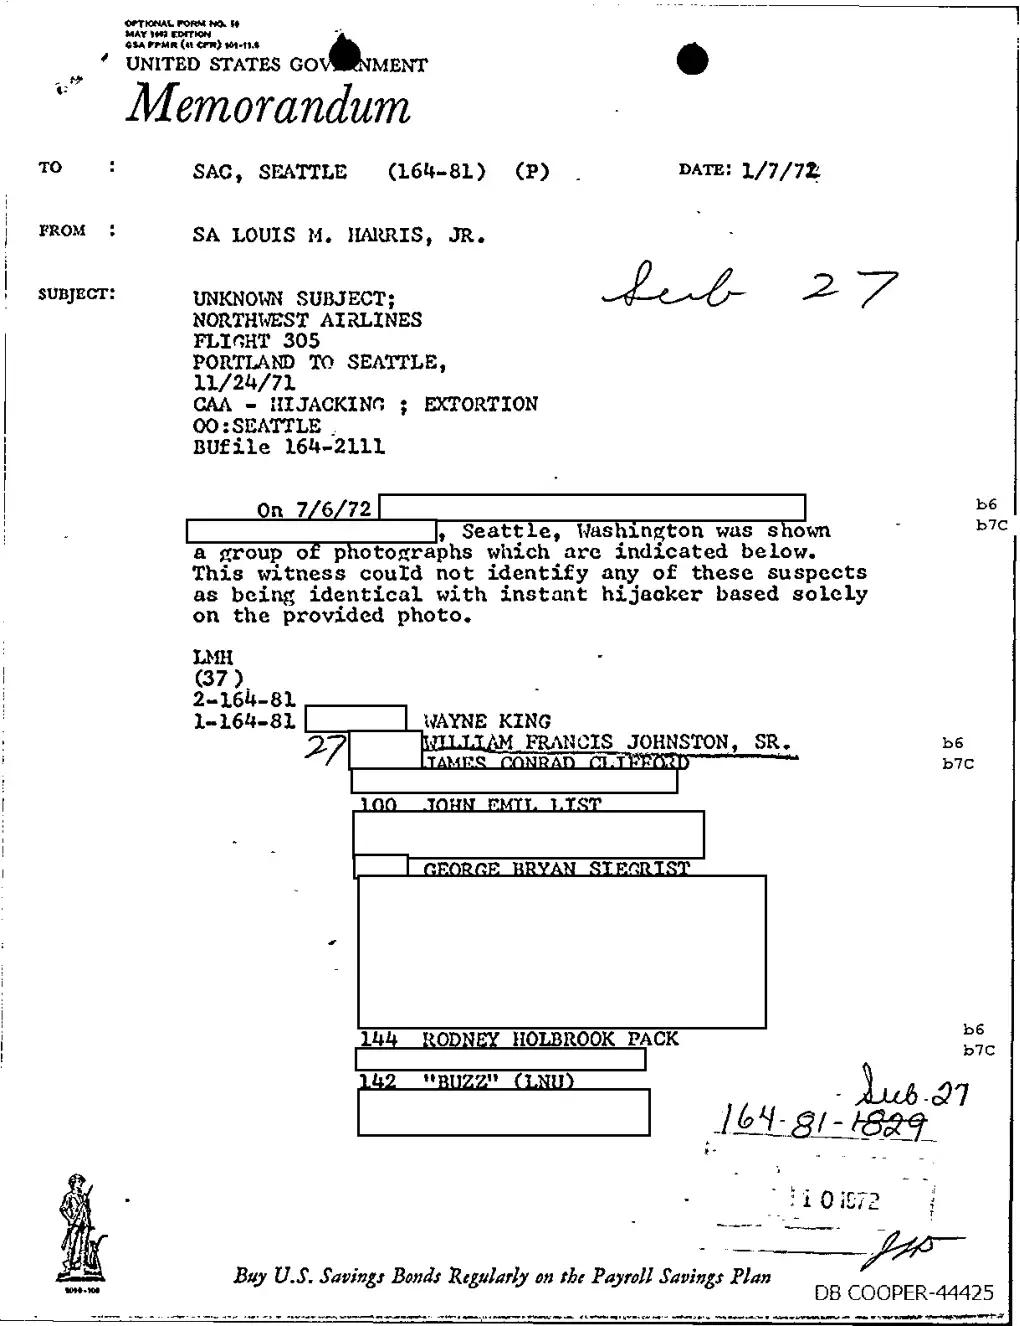 OPTIONAL FORM NO. 10
MAY 1962 EDITION
GSA FPMR (41 CFR) 101-11.6
UNITED STATES GOVERNMENT
Memorandum
TO : SAC, SEATTLE (164-81) (P) DATE: 1/7/72
FROM : SA LOUIS M. HARRIS, JR.
Sub 27
SUBJECT: UNKNOWN SUBJECT;
NORTHWEST AIRLINES
FLIGHT 305
PORTLAND TO SEATTLE,
11/24/71
CAA - HIJACKING ; EXTORTION
OO:SEATTLE
BUfile 164-2111
On 7/6/72 b6
, Seattle, Washington was shown b7C
a group of photographs which are indicated below.
This witness could not identify any of these suspects
as being identical with instant hijacker based solely
on the provided photo.
LMH
(37)
2-164-81
1-164-81 WAYNE KING
27 WILLIAM FRANCIS JOHNSTON, SR. b6
JAMES CONRAD CLIFFORD b7C
100 JOHN EMIL LIST
GEORGE BRYAN SIEGRIST
144 RODNEY HOLBROOK PACK b6
b7C
142 "BUZZ" (LNU)
Sub-27
164-81-1829
10 1972
Buy U.S. Savings Bonds Regularly on the Payroll Savings Plan
DB COOPER-44425